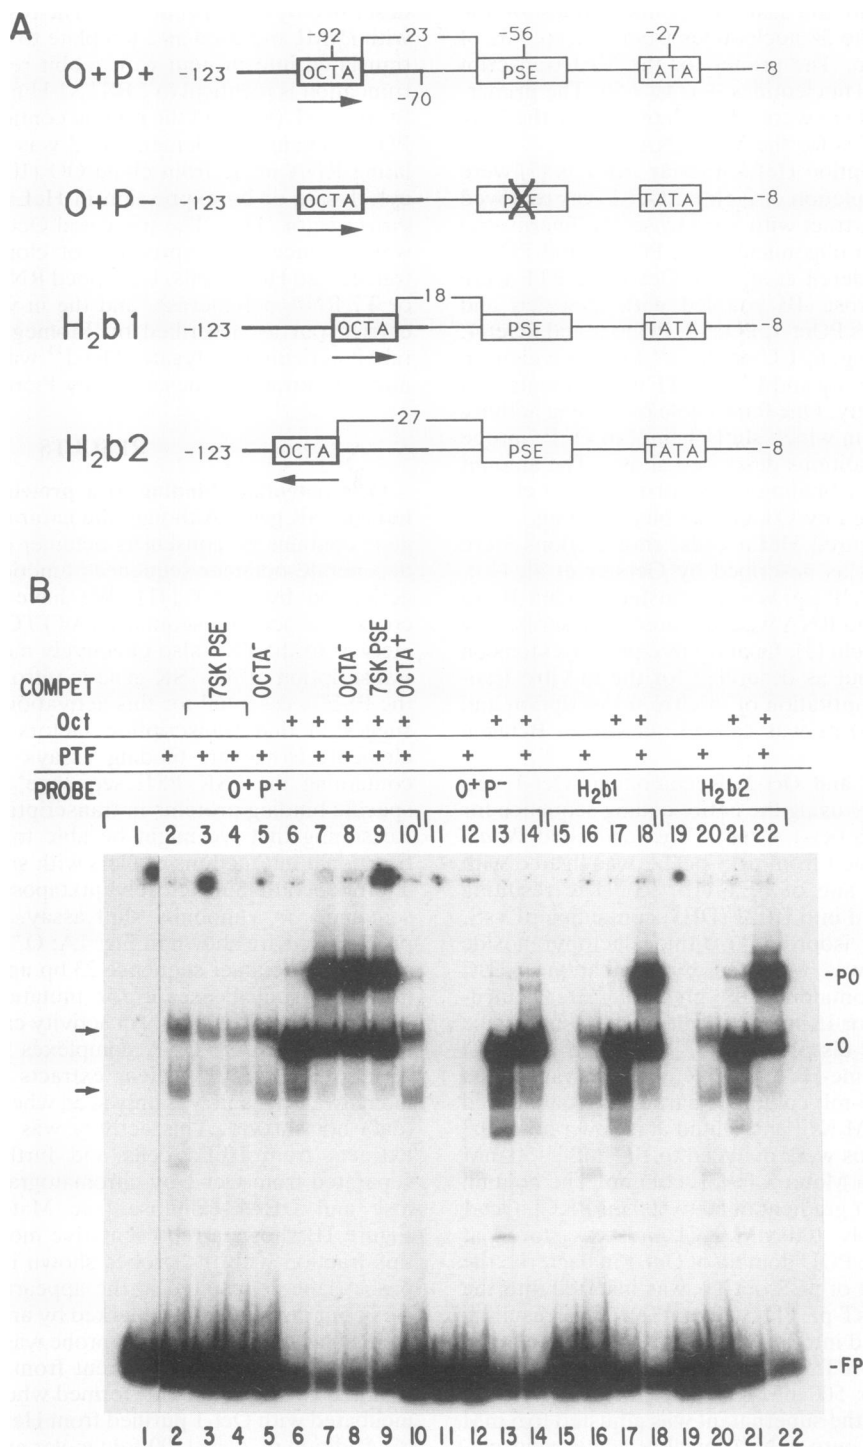 A
-92 -23- -56 -27
O+P+ -123 OCTA PSE TATA -8
-70
O+P- -123 OCTA PSE TATA -8
18
H2b1 -123 OCTA PSE TATA -8
27
H2b2 -123 OCTA PSE TATA -8
B
COMPET 7SK PSE OCTA- OCTA- 7SK PSE OCTA+
Oct + + + + + + + + + + +
PTF + + + + + + + + + + + + + +
PROBE O+P+ O+P- H2b1 H2b2
1 2 3 4 5 6 7 8 9 10 11 12 13 14 15 16 17 18 19 20 21 22
-PO
-O
-FP
1 2 3 4 5 6 7 8 9 10 11 12 13 14 15 16 17 18 19 20 21 22